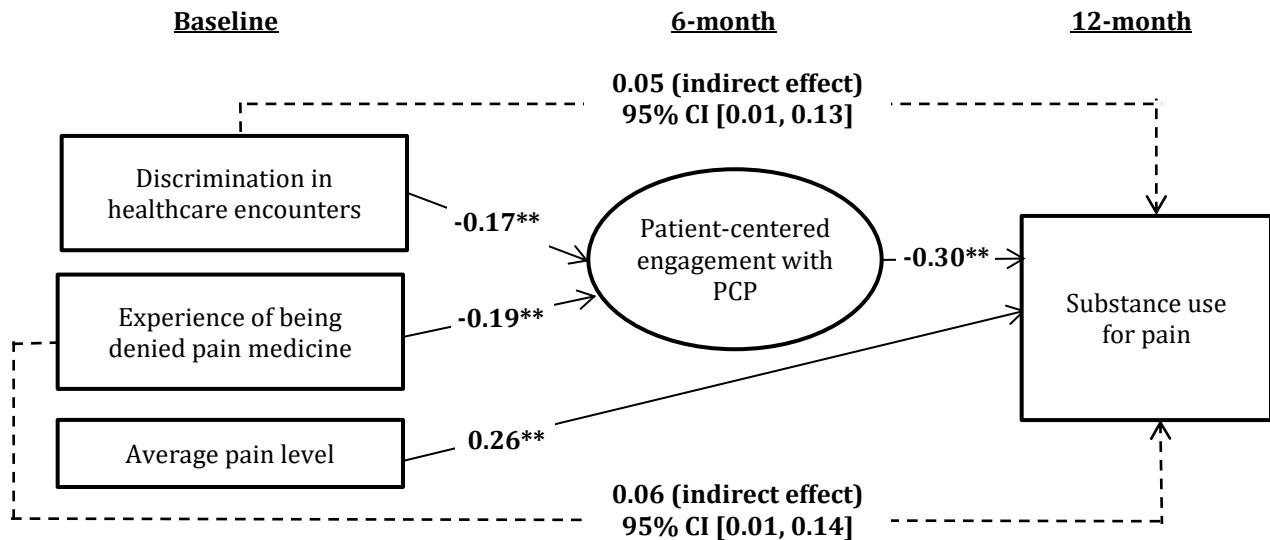 Baseline
6-month
12-month
0.05 (indirect effect)
95% CI [0.01, 0.13]
Discrimination in
healthcare encounters
-0.17**
Patient-centered
engagement with
PCP
-0.30**
Experience of being
denied pain medicine
-0.19**
Substance use
for pain
Average pain level
0.26**
0.06 (indirect effect)
95% CI [0.01, 0.14]